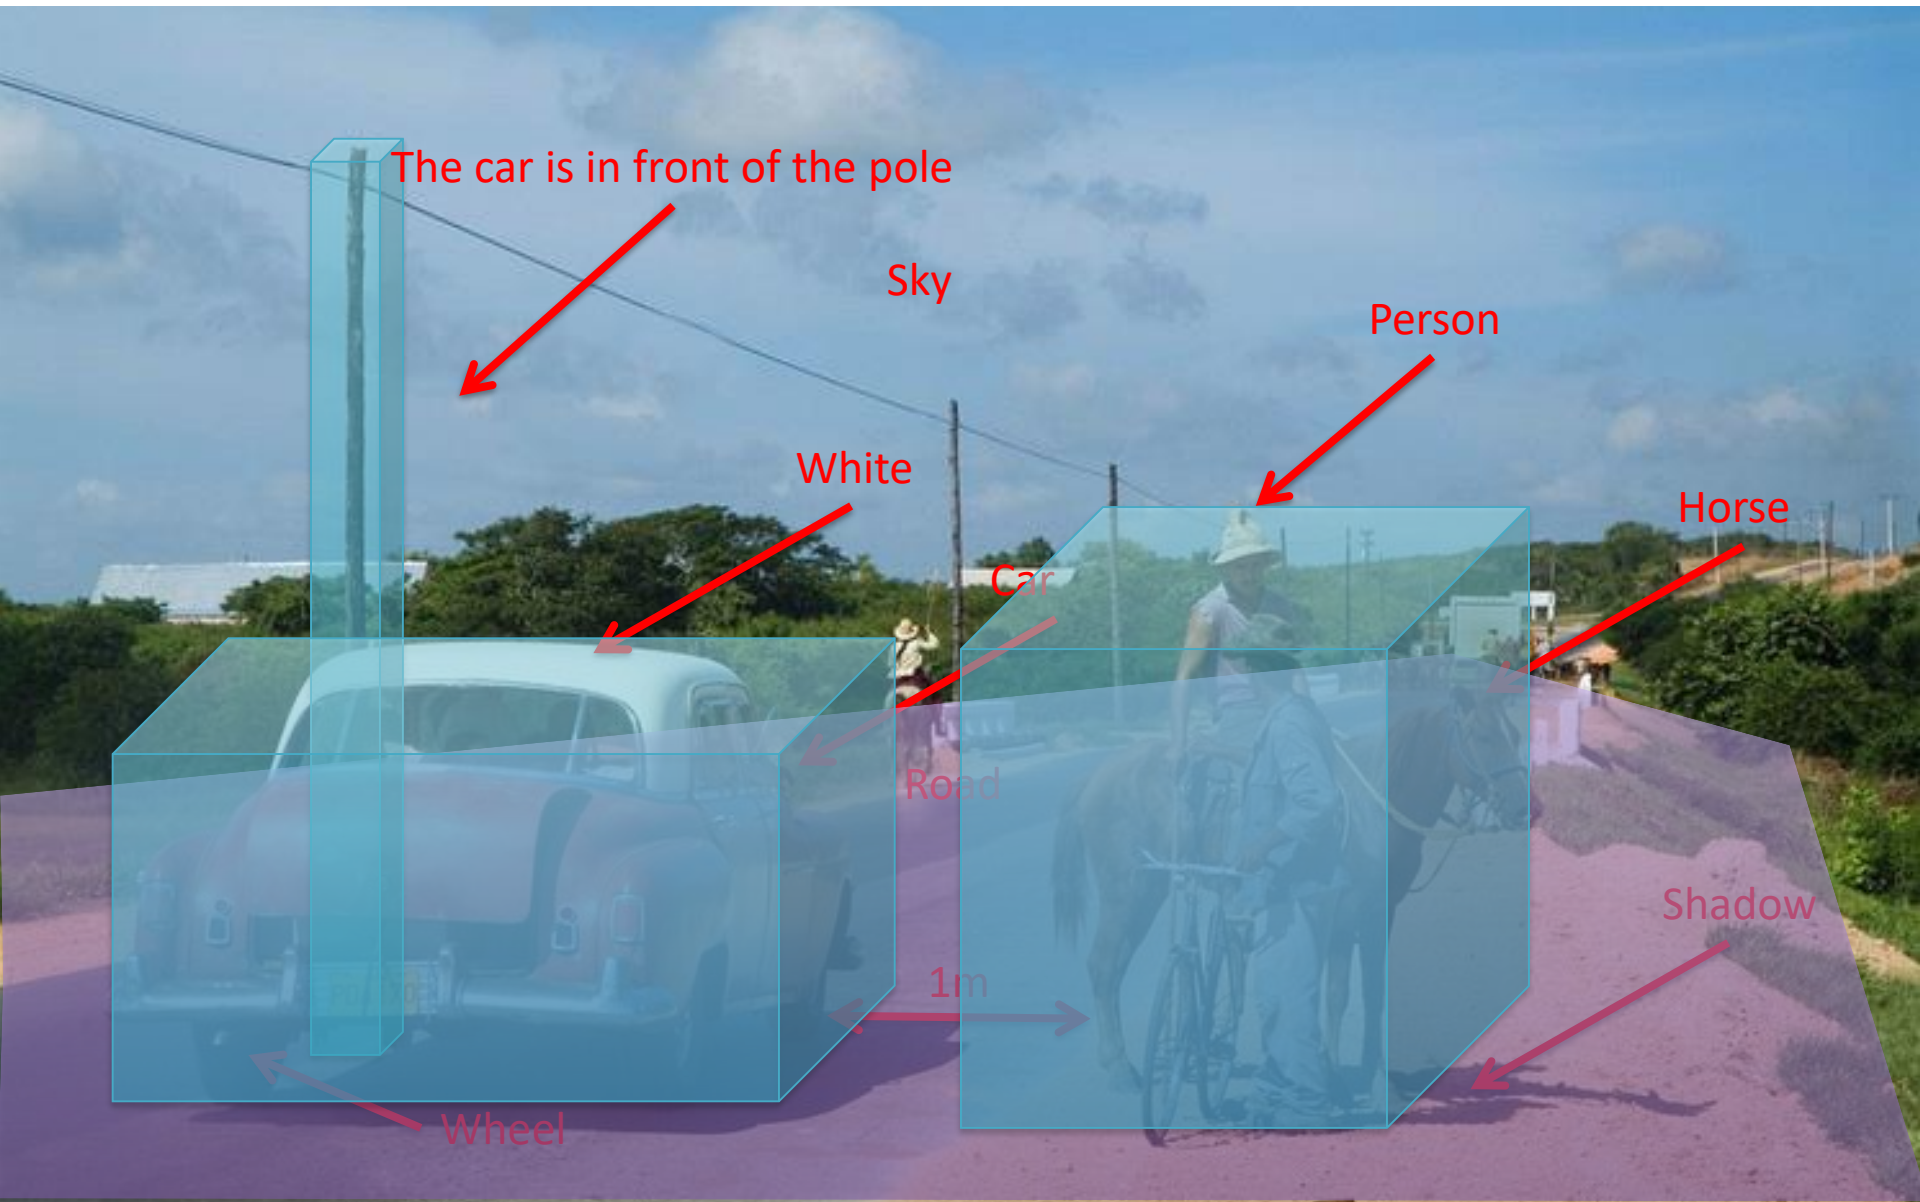 The car is in front of the pole
Sky
Person
White
Horse
Car
Road
Shadow
1m
Wheel